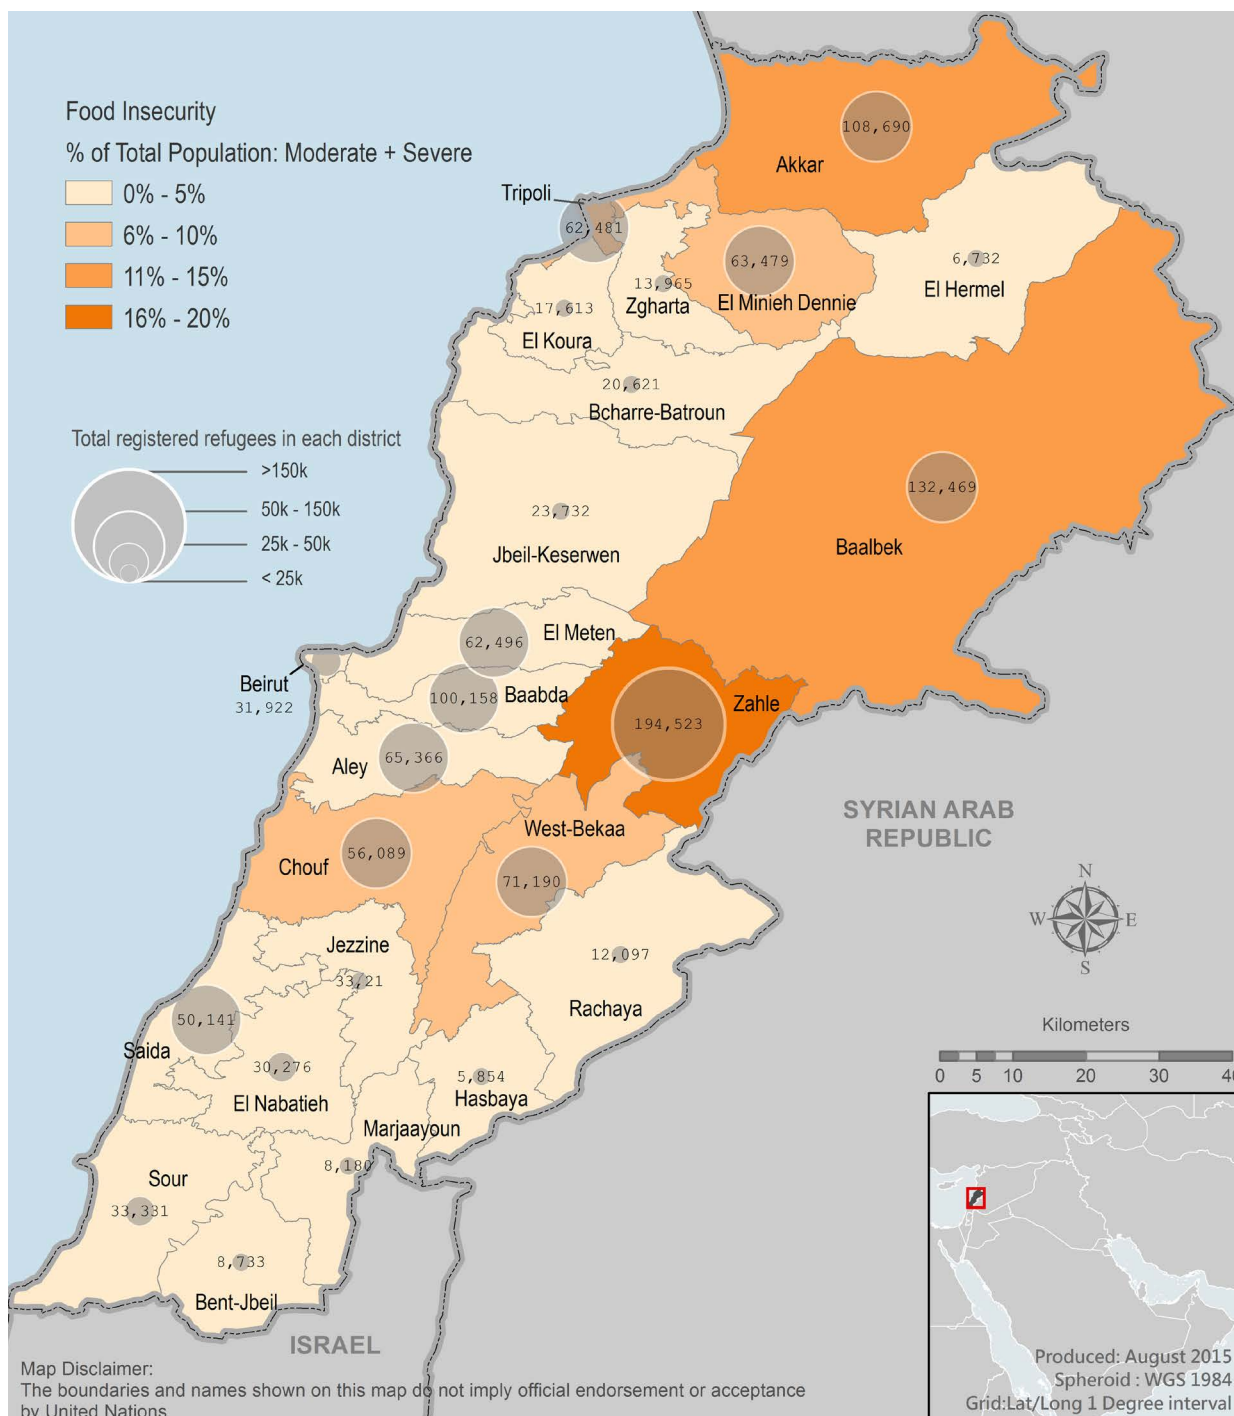 Food Insecurity
% of Total Population: Moderate + Severe
0% - 5%
6% - 10%
11% - 15%
16% - 20%
Total registered refugees in each district
>150k
50k - 150k
25k - 50k
< 25k
108,690
Akkar
Tripoli
62,481
63,479
El Minieh Dennie
6,732
El Hermel
13,965
Zgharta
17,613
El Koura
20,621
Bcharre-Batroun
132,469
Baalbek
23,732
Jbeil-Keserwen
62,496
El Meten
Beirut
31,922
100,158
Baabda
194,523
Zahle
65,366
Aley
SYRIAN ARAB
REPUBLIC
West-Bekaa
71,190
56,089
Chouf
N
W
E
S
Jezzine
33,21
12,097
Rachaya
50,141
Saida
30,276
El Nabatieh
5,854
Hasbaya
Marjaayoun
8,180
Sour
33,331
8,733
Bent-Jbeil
ISRAEL
Kilometers
0 5 10 20 30 40
Map Disclaimer:
The boundaries and names shown on this map do not imply official endorsement or acceptance
by United Nations
Produced: August 2015
Spheroid : WGS 1984
Grid:Lat/Long 1 Degree interval